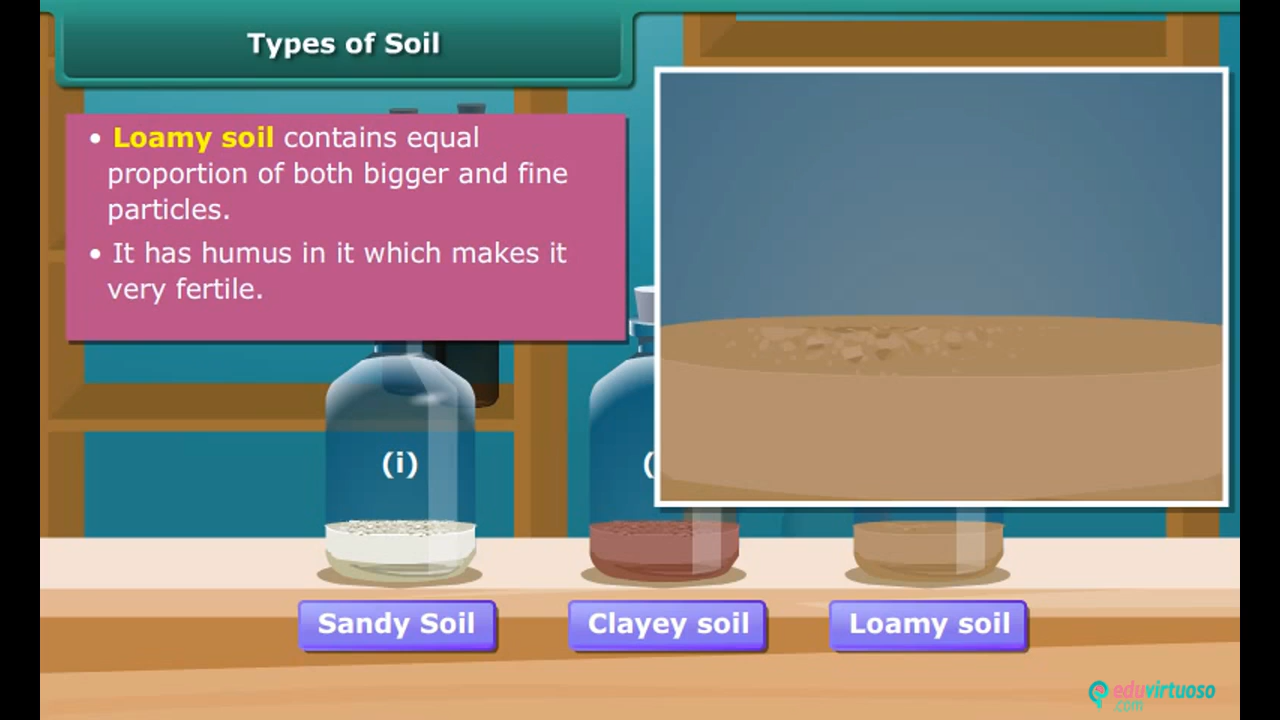 Types of Soil
• Loamy soil contains equal
proportion of both bigger and fine
particles.
• It has humus in it which makes it
very fertile.
(i)
(
Sandy Soil
Clayey soil
Loamy soil
eduvirtuoso
.com